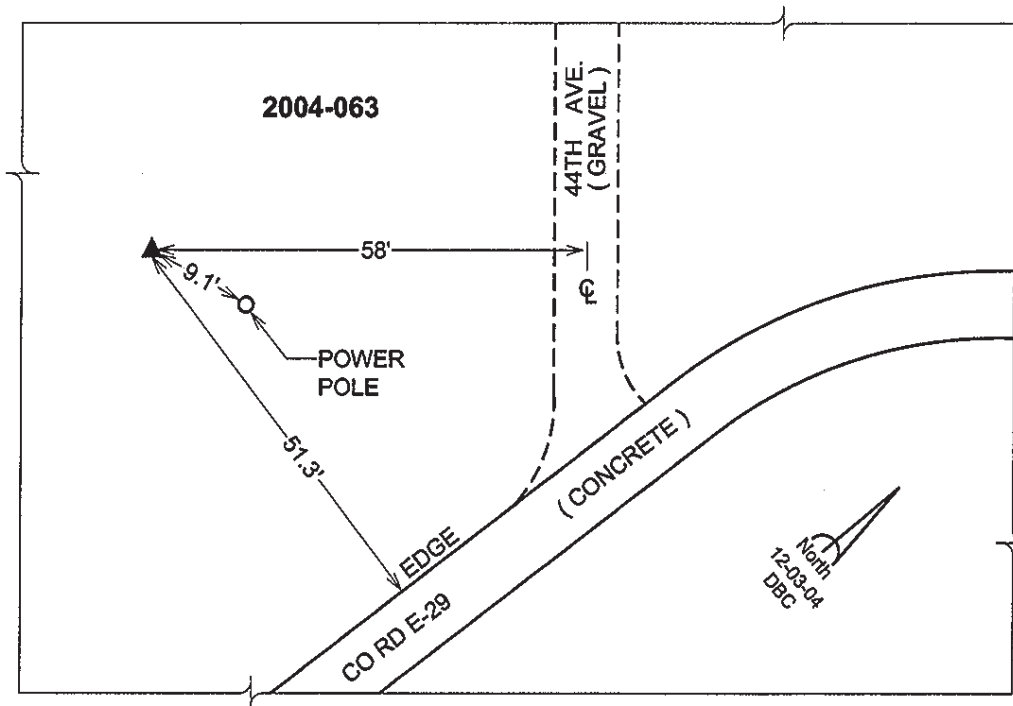 2004-063
44TH AVE.
( GRAVEL )
58'
9.1'
℄
POWER
POLE
51.3'
( CONCRETE )
EDGE
CO RD E-29
North
12-03-04
DBC